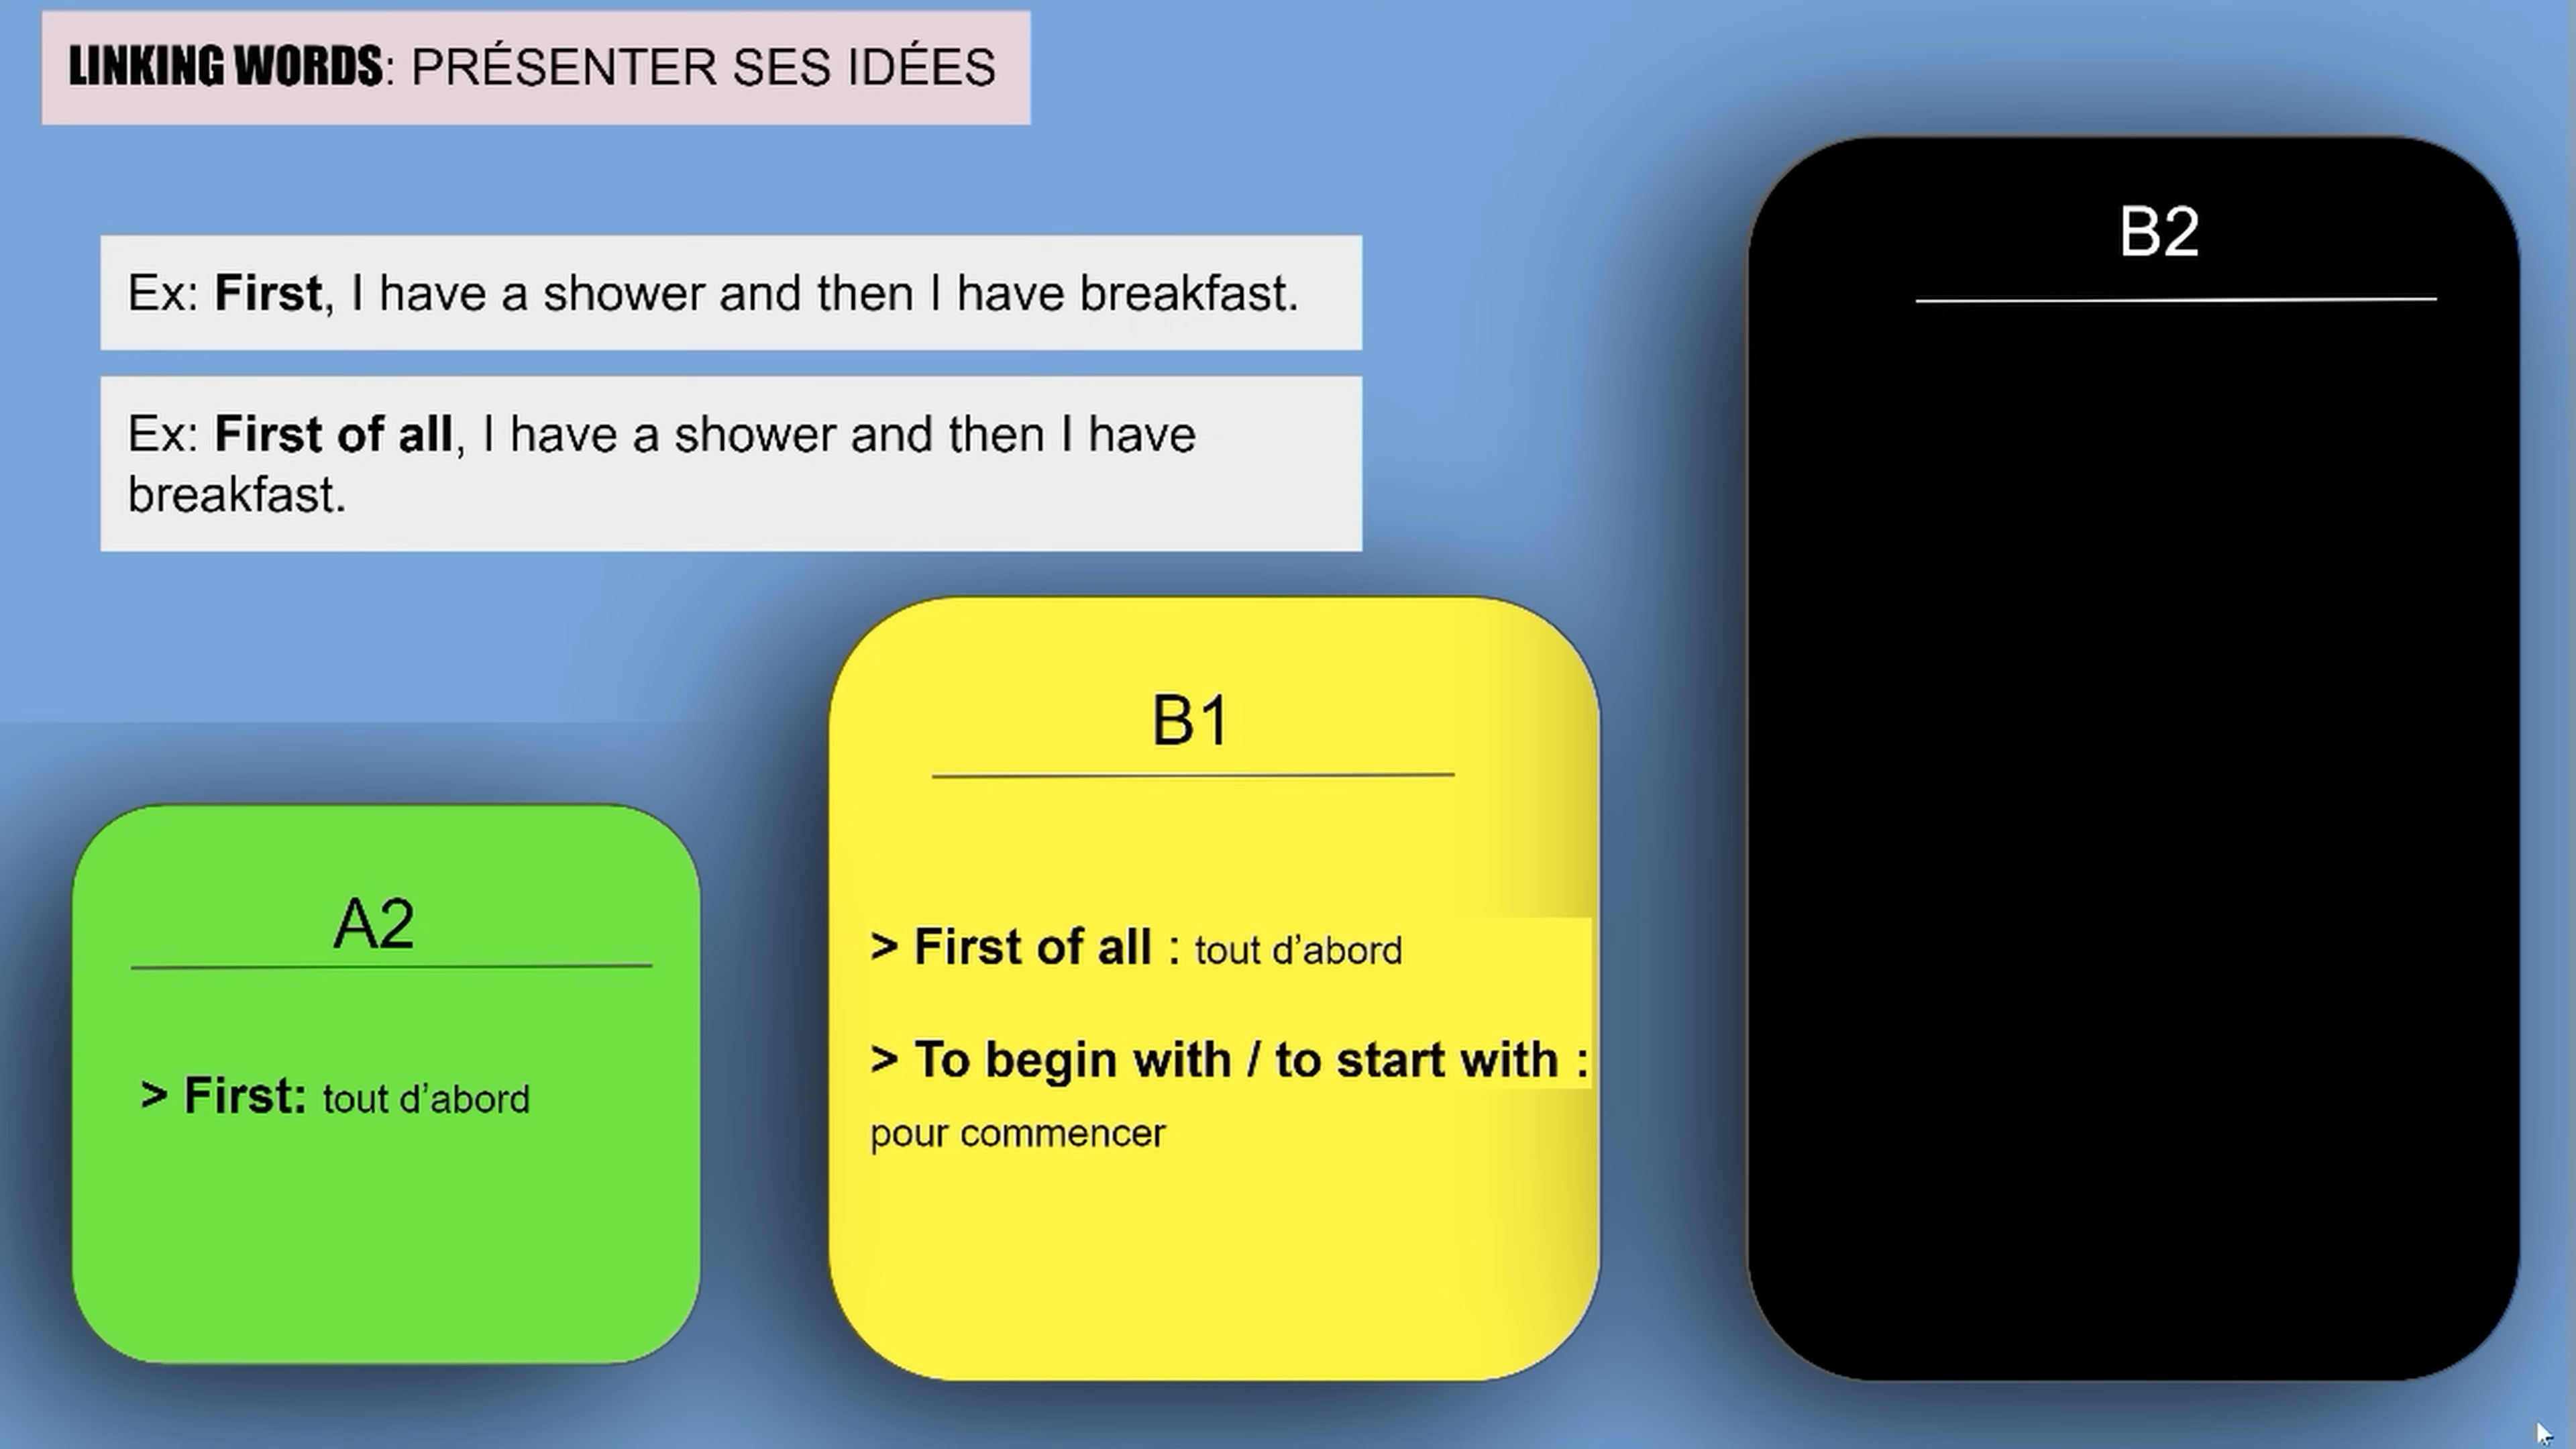 LINKING WORDS: PRÉSENTER SES IDÉES
Ex: First, I have a shower and then I have breakfast.
Ex: First of all, I have a shower and then I have
breakfast.
A2
> First: tout d’abord
B1
> First of all : tout d’abord
> To begin with / to start with :
pour commencer
B2